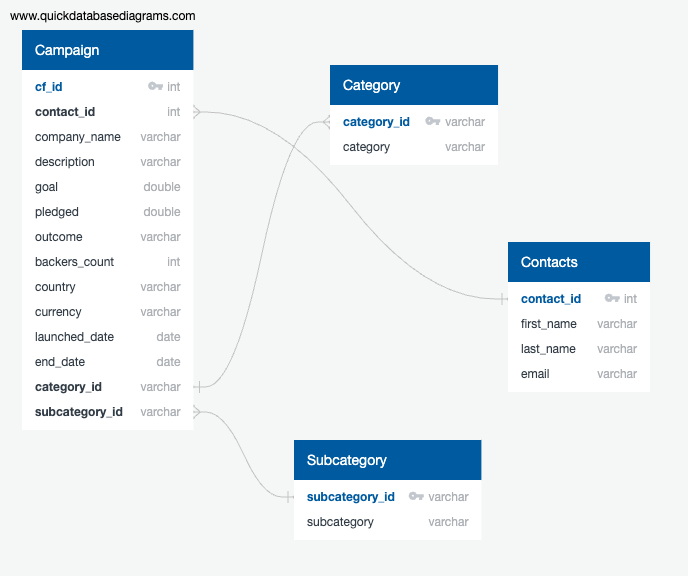 www.quickdatabasediagrams.com
Campaign
cf_id int
contact_id int
company_name varchar
description varchar
goal double
pledged double
outcome varchar
backers_count int
country varchar
currency varchar
launched_date date
end_date date
category_id varchar
subcategory_id varchar
Category
category_id varchar
category varchar
Contacts
contact_id int
first_name varchar
last_name varchar
email varchar
Subcategory
subcategory_id varchar
subcategory varchar